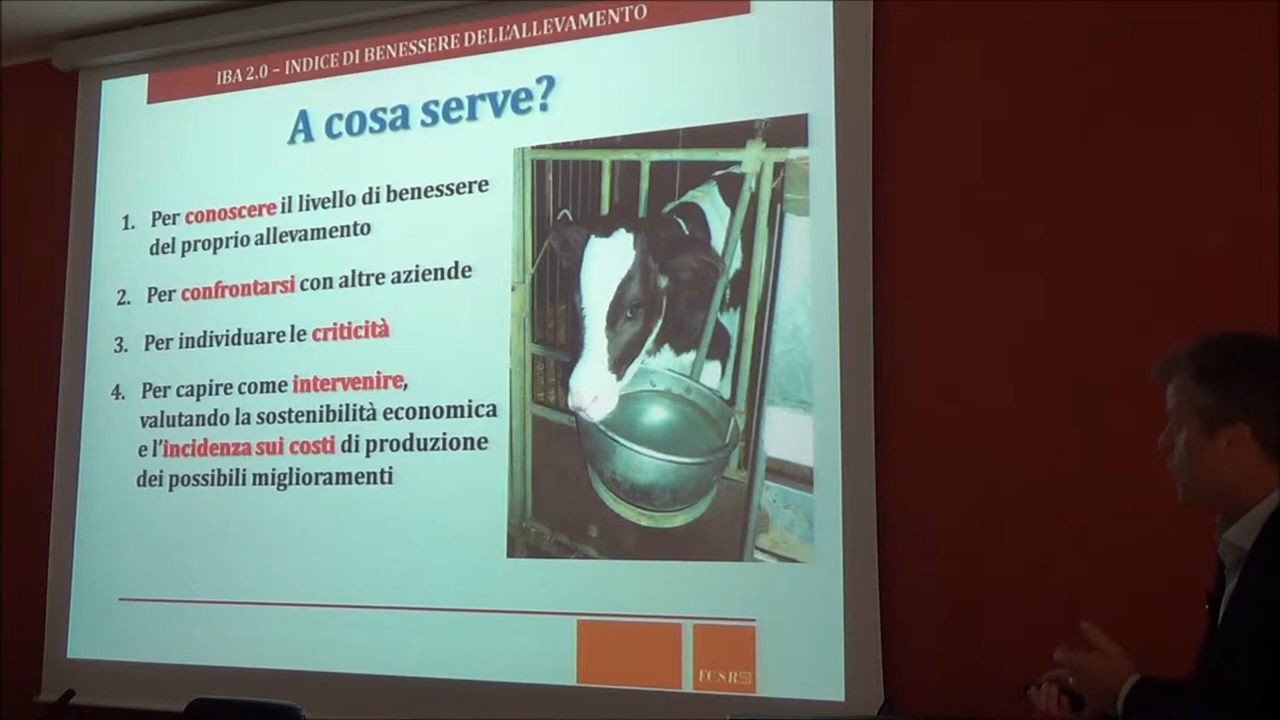 IBA 2.0 – INDICE DI BENESSERE DELL'ALLEVAMENTO
A cosa serve?
1. Per conoscere il livello di benessere
del proprio allevamento
2. Per confrontarsi con altre aziende
3. Per individuare le criticità
4. Per capire come intervenire,
valutando la sostenibilità economica
e l'incidenza sui costi di produzione
dei possibili miglioramenti
ECSR